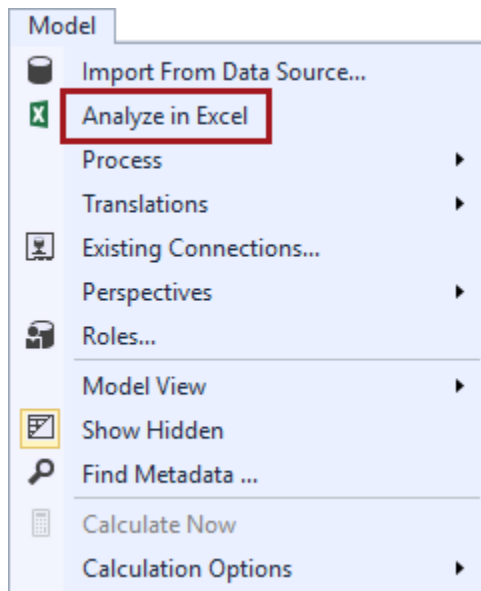 Model
Import From Data Source...
Analyze in Excel
Process
Translations
Existing Connections...
Perspectives
Roles...
Model View
Show Hidden
Find Metadata ...
Calculate Now
Calculation Options